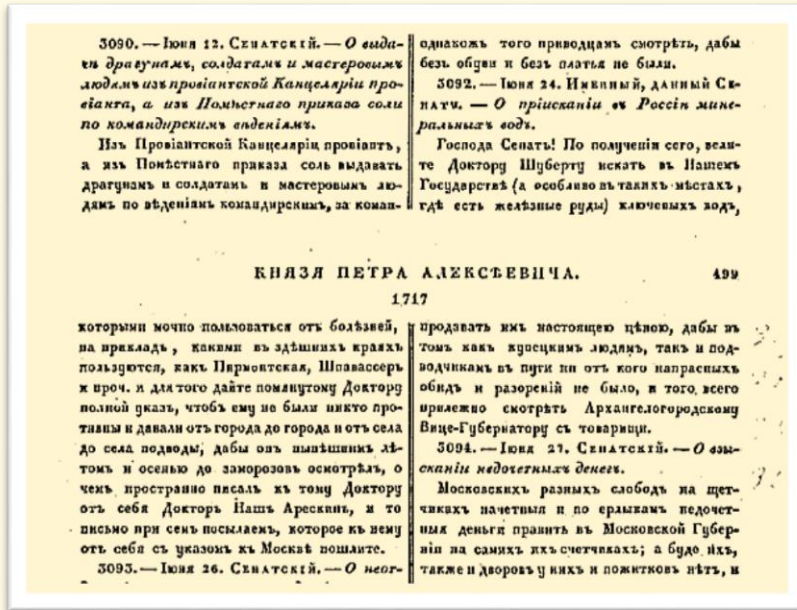 3090. — Іюня 12. Сенатскій. — О выда-
чѣ драгунамъ, солдатамъ и мастеровымъ
людямъ изъ провіантской Канцеляріи про-
віанта, а изъ Помѣстнаго приказа соли
по командирскимъ вѣденіямъ.
Изъ Провіантской Канцеляріи провіантъ,
а изъ Помѣстнаго приказа соль выдавать
драгунамъ и солдатамъ и мастеровымъ лю-
дямъ по вѣденіямъ командирскимъ, за коман-
однакожъ того приводцамъ смотрѣть, дабы
безъ обуви и безъ платья не были.
3092. — Іюня 24. Именный, данный Се-
нату. — О пріисканіи въ Россіи мине-
ральныхъ водъ.
Господа Сенатъ! По полученіи сего, вели-
те Доктору Шуберту искать въ Нашемъ
Государствѣ (а особливо въ такихъ мѣстахъ,
гдѣ есть желѣзные руды) ключевыхъ водъ,
КНЯЗЯ ПЕТРА АЛЕКСѢЕВИЧА. 499
1717
которыми мочно пользоваться отъ болѣзней,
на прикладъ, какими въ здѣшнихъ краяхъ
пользуются, какъ Пирмонтская, Шпавассеръ
и проч. и для того дайте помянутому Доктору
полной указъ, чтобъ ему не были никто про-
тивны и давали отъ города до города и отъ села
до села подводы, дабы онъ нынѣшнимъ лѣ-
томъ и осенью до заморозовъ осмотрѣлъ, о
чемъ пространно писалъ къ тому Доктору
отъ себя Докторъ Нашъ Арескинъ, и то
письмо при семъ посылаемъ, которое къ нему
отъ себя съ указомъ къ Москвѣ пошлите.
3093. — Іюня 26. Сенатскій. — О неог-
продавать имъ настоящею цѣною, дабы въ
томъ какъ купецкимъ людямъ, такъ и под-
водчикамъ въ пути ни отъ кого напрасныхъ
обидъ и разореній не было, и того всего
прилежно смотрѣть Архангелогородскому
Вице-Губернатору съ товарищи.
3094. — Іюня 27. Сенатскій. — О взы-
сканіи недочетныхъ денегъ.
Московскихъ разныхъ слободъ на щет-
чикахъ начетныя и по ерлыкамъ недочет-
ныя деньги править въ Московской Губер-
ніи на самихъ ихъ счетчикахъ; а буде ихъ,
также и дворовъ у нихъ и пожитковъ нѣтъ, и